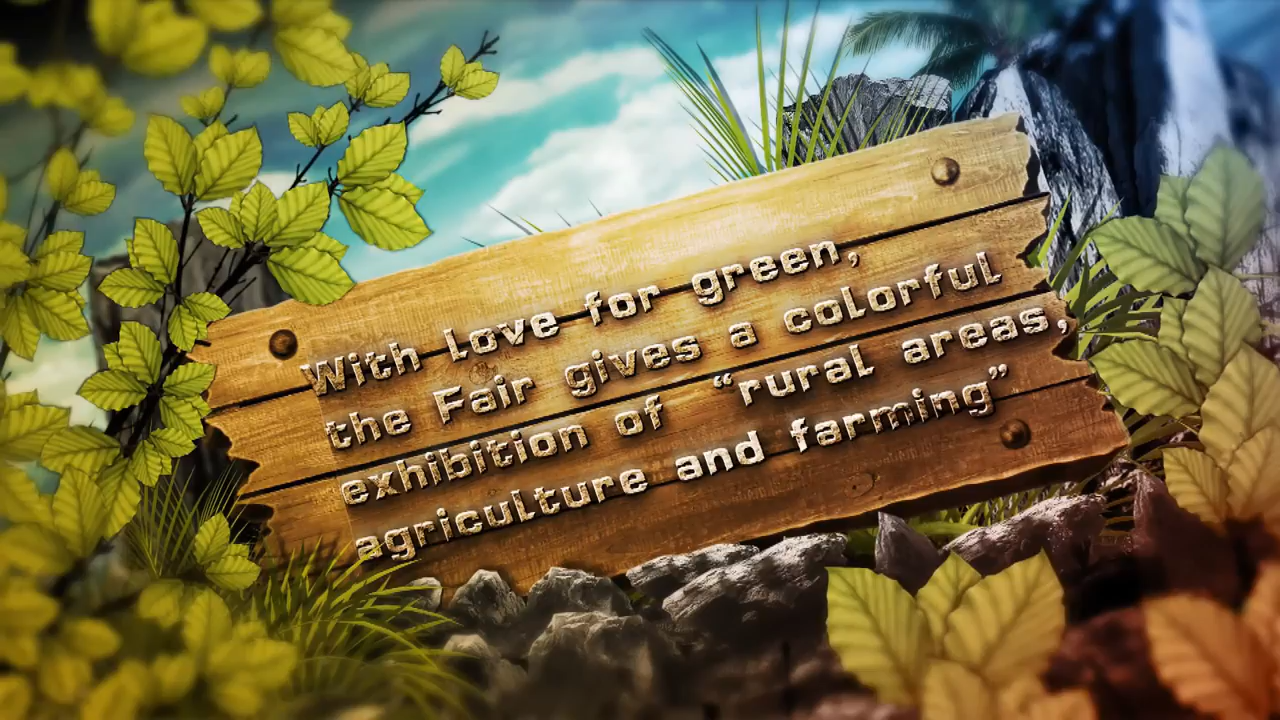 With Love for green,
the Fair gives a colorful
exhibition of “rural areas,
agriculture and farming”